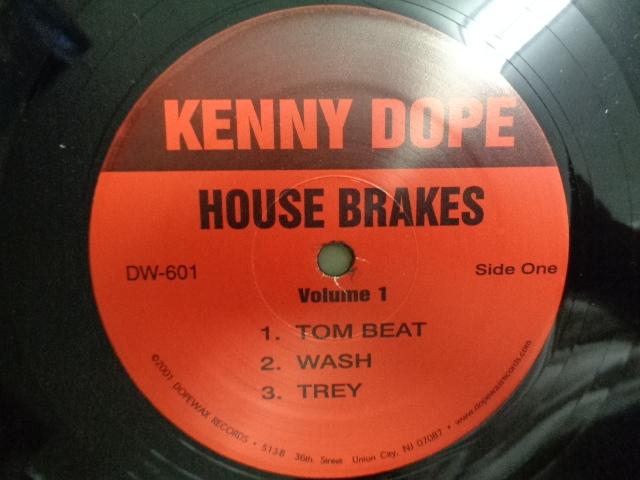 KENNY DOPE
HOUSE BRAKES
DW-601
Side One
Volume 1
1. TOM BEAT
2. WASH
3. TREY
©2001 DOPEWAX RECORDS • 513B 36th Street Union City, NJ 07087 • www.dopewaxrecords.com